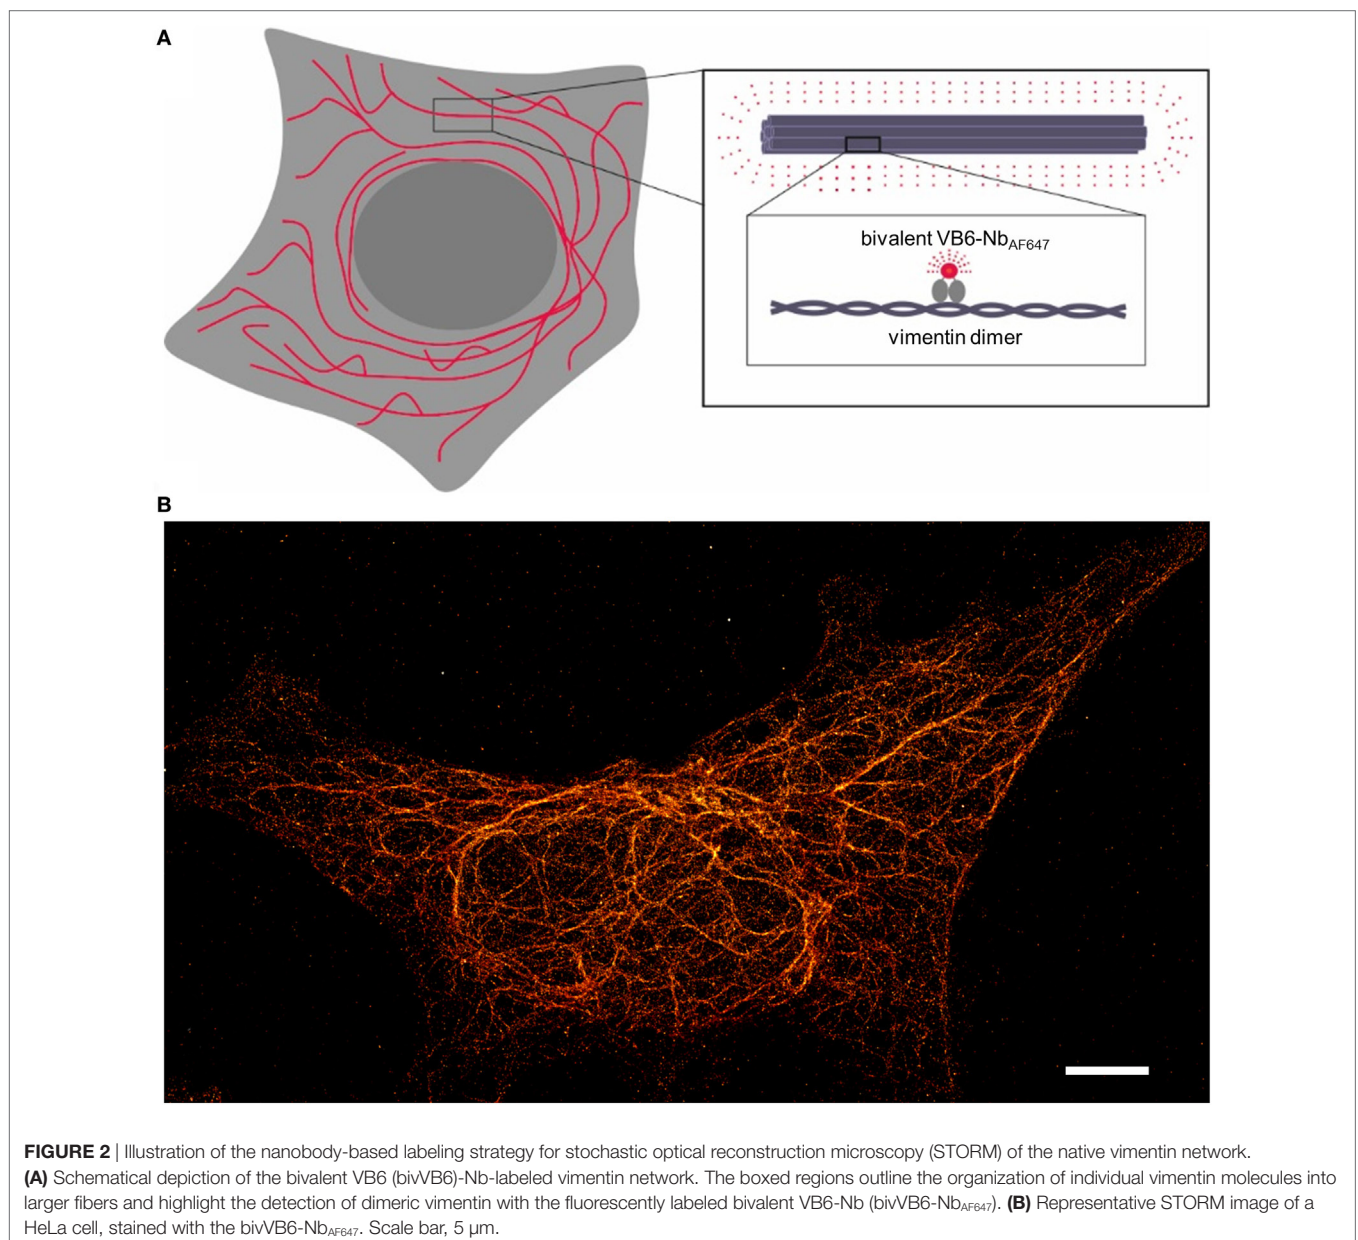 A
bivalent VB6-Nb_AF647
vimentin dimer
B
FIGURE 2 | Illustration of the nanobody-based labeling strategy for stochastic optical reconstruction microscopy (STORM) of the native vimentin network.
(A) Schematical depiction of the bivalent VB6 (bivVB6)-Nb-labeled vimentin network. The boxed regions outline the organization of individual vimentin molecules into
larger fibers and highlight the detection of dimeric vimentin with the fluorescently labeled bivalent VB6-Nb (bivVB6-Nb_AF647). (B) Representative STORM image of a
HeLa cell, stained with the bivVB6-Nb_AF647. Scale bar, 5 µm.